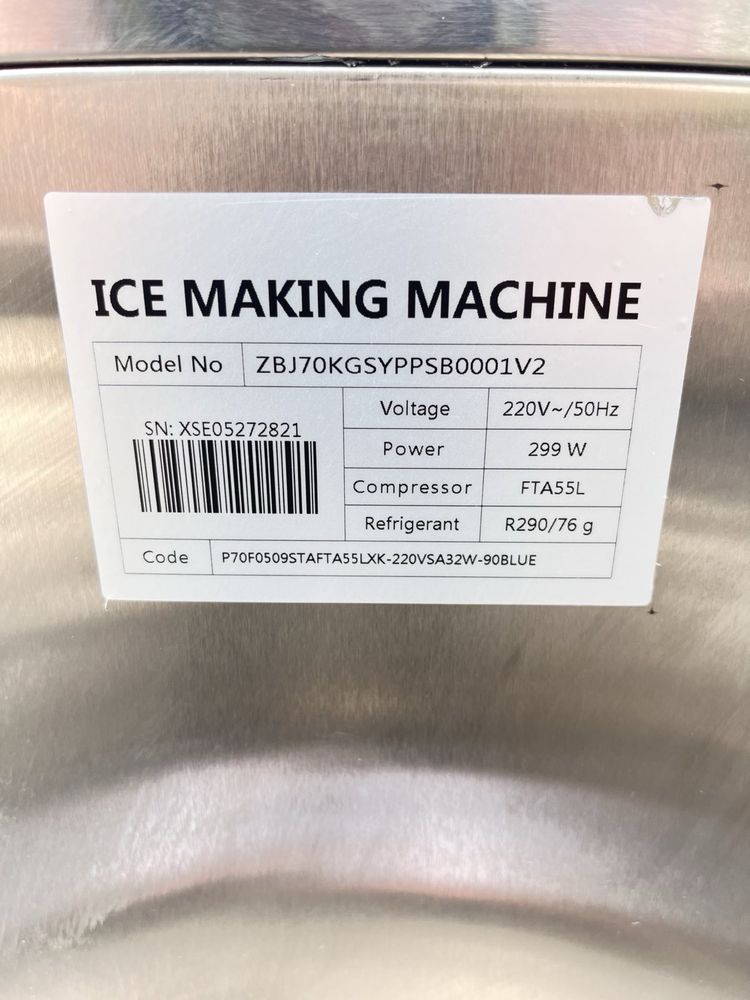 ICE MAKING MACHINE
Model No ZBJ70KGSYPPSB0001V2
SN: XSE05272821
Voltage 220V~/50Hz
Power 299 W
Compressor FTA55L
Refrigerant R290/76 g
Code P70F0509STAFTA55LXK-220VSA32W-90BLUE